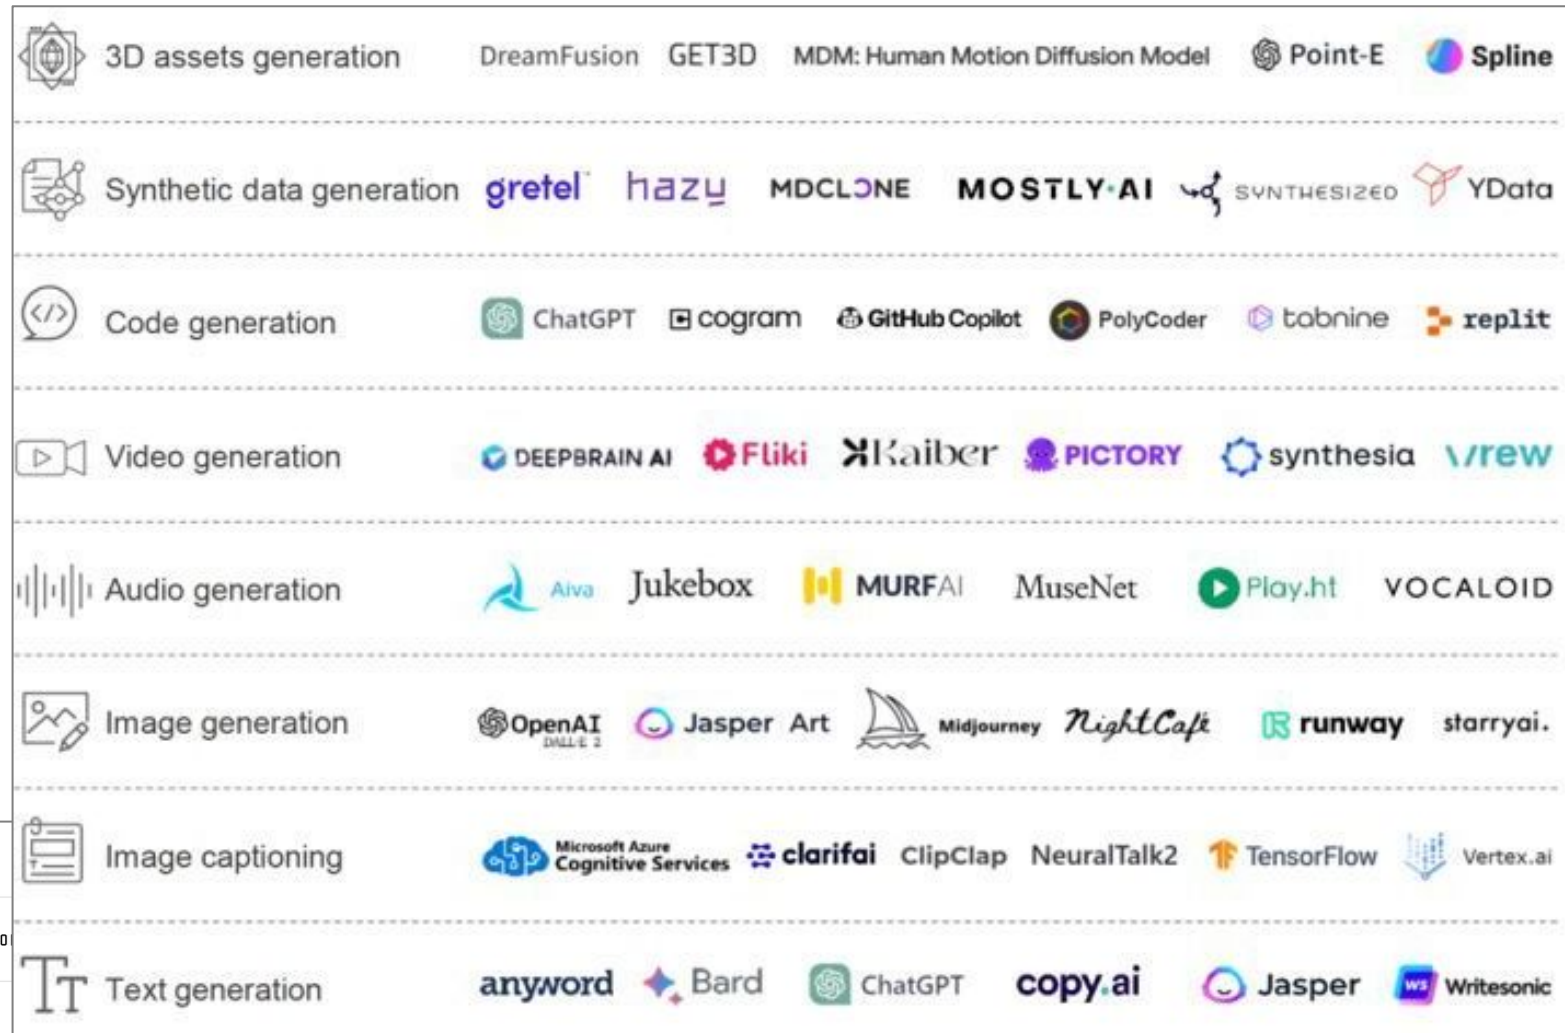 3D assets generation DreamFusion GET3D MDM: Human Motion Diffusion Model Point-E Spline
Synthetic data generation gretel hazy MDCLONE MOSTLY·AI SYNTHESIZED YData
</> Code generation ChatGPT cogram GitHub Copilot PolyCoder tabnine replit
Video generation DEEPBRAIN AI Fliki Kaiber PICTORY synthesia vrew
Audio generation Aiva Jukebox MURFAI MuseNet Play.ht VOCALOID
Image generation OpenAI DALL·E 2 Jasper Art Midjourney NightCafé runway starryai.
Image captioning Microsoft Azure Cognitive Services clarifai ClipClap NeuralTalk2 TensorFlow Vertex.ai
TT Text generation anyword Bard ChatGPT copy.ai Jasper WS Writesonic